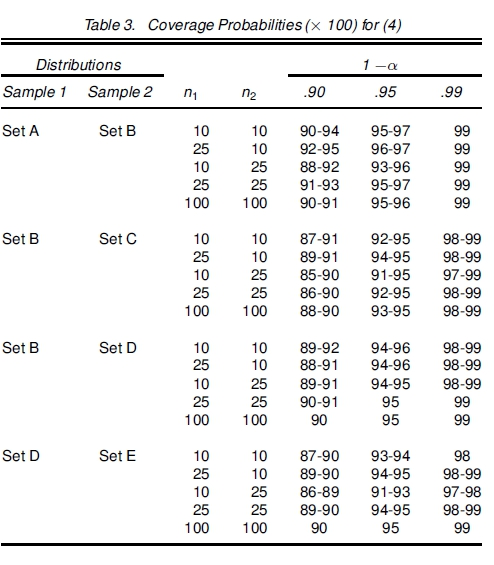 Table 3. Coverage Probabilities (× 100) for (4)
Distributions 1 − α
Sample 1 Sample 2 n1 n2 .90 .95 .99
Set A Set B 10 10 90-94 95-97 99
25 10 92-95 96-97 99
10 25 88-92 93-96 99
25 25 91-93 95-97 99
100 100 90-91 95-96 99
Set B Set C 10 10 87-91 92-95 98-99
25 10 89-91 94-95 98-99
10 25 85-90 91-95 97-99
25 25 86-90 92-95 98-99
100 100 88-90 93-95 98-99
Set B Set D 10 10 89-92 94-96 98-99
25 10 88-91 94-96 98-99
10 25 89-91 94-95 98-99
25 25 90-91 95 99
100 100 90 95 99
Set D Set E 10 10 87-90 93-94 98
25 10 89-90 94-95 98-99
10 25 86-89 91-93 97-98
25 25 89-90 94-95 98-99
100 100 90 95 99